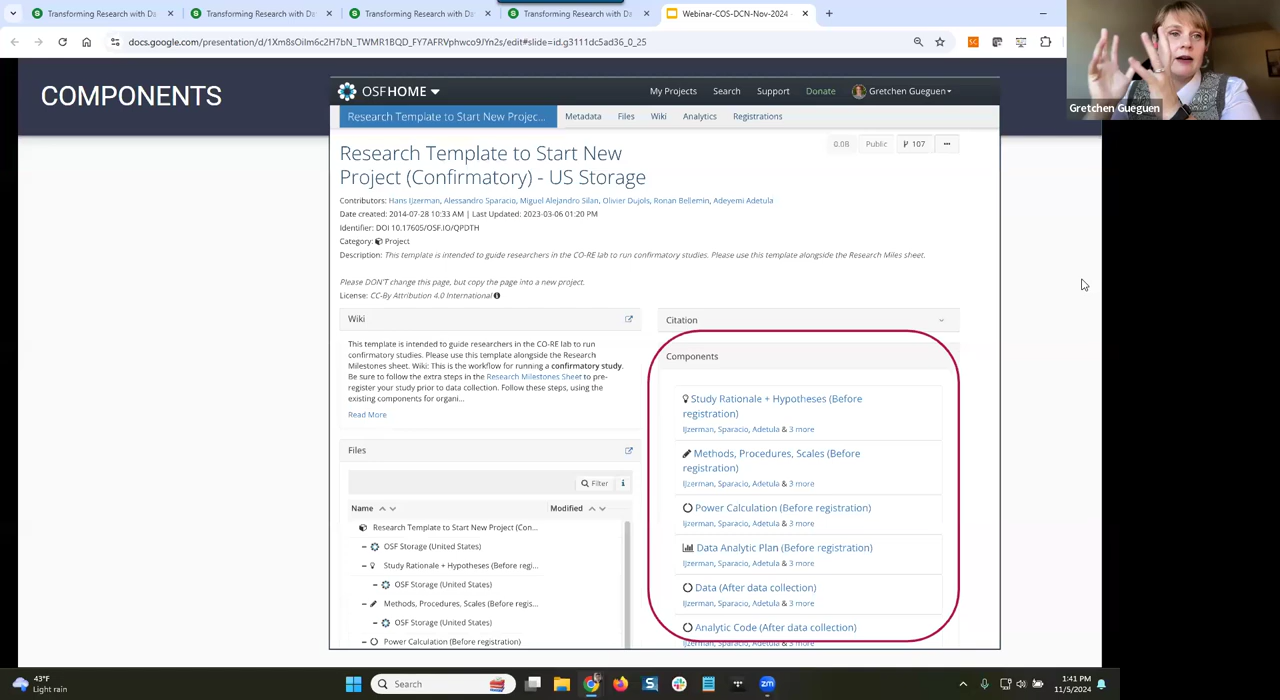 Transforming Research with Da
Transforming Research with Dat
Transforming Research with Dat
Transforming Research with Da
Webinar-COS-DCN-Nov-2024 -
docs.google.com/presentation/d/1Xm8sOiIm6c2H7bN_TWMR1BQD_FY7AFRVphwco9JYn2s/edit#slide=id.g3111dc5ad36_0_25
Gretchen Gueguen
COMPONENTS
OSFHOME
My Projects
Search
Support
Donate
Gretchen Gueguen
Research Template to Start New Projec...
Metadata
Files
Wiki
Analytics
Registrations
Research Template to Start New
Project (Confirmatory) - US Storage
0.0B
Public
107
Contributors: Hans IJzerman, Alessandro Sparacio, Miguel Alejandro Silan, Olivier Dujols, Ronan Bellemin, Adeyemi Adetula
Date created: 2014-07-28 10:33 AM | Last Updated: 2023-03-06 01:20 PM
Identifier: DOI 10.17605/OSF.IO/QPDTH
Category: Project
Description: This template is intended to guide researchers in the CO-RE lab to run confirmatory studies. Please use this template alongside the Research Miles sheet.
Please DON'T change this page, but copy the page into a new project.
License: CC-By Attribution 4.0 International
Wiki
This template is intended to guide researchers in the CO-RE lab to run
confirmatory studies. Please use this template alongside the Research
Milestones sheet. Wiki: This is the workflow for running a confirmatory study.
Be sure to follow the extra steps in the Research Milestones Sheet to pre-
register your study prior to data collection. Follow these steps, using the
existing components for organi...
Read More
Files
Filter
Name
Modified
Research Template to Start New Project (Con...
OSF Storage (United States)
Study Rationale + Hypotheses (Before regi...
OSF Storage (United States)
Methods, Procedures, Scales (Before regis...
OSF Storage (United States)
Power Calculation (Before registration)
Citation
Components
Study Rationale + Hypotheses (Before
registration)
IJzerman, Sparacio, Adetula & 3 more
Methods, Procedures, Scales (Before
registration)
IJzerman, Sparacio, Adetula & 3 more
Power Calculation (Before registration)
IJzerman, Sparacio, Adetula & 3 more
Data Analytic Plan (Before registration)
IJzerman, Sparacio, Adetula & 3 more
Data (After data collection)
IJzerman, Sparacio, Adetula & 3 more
Analytic Code (After data collection)
IJzerman, Sparacio, Adetula & 3 more
43°F
Light rain
Search
zm
1:41 PM
11/5/2024